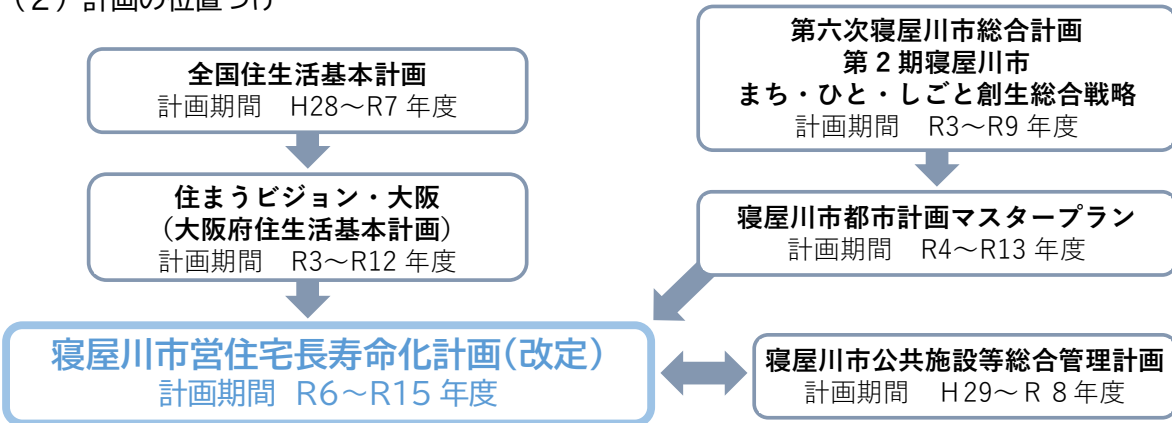 （２）計画の位置づけ
全国住生活基本計画
計画期間　H28～R7 年度
住まうビジョン・大阪
（大阪府住生活基本計画）
計画期間　R3～R12 年度
第六次寝屋川市総合計画
第２期寝屋川市
まち・ひと・しごと創生総合戦略
計画期間　R3～R9 年度
寝屋川市都市計画マスタープラン
計画期間　R4～R13 年度
寝屋川市営住宅長寿命化計画（改定）
計画期間 R6～R15 年度
寝屋川市公共施設等総合管理計画
計画期間　H29～R 8 年度